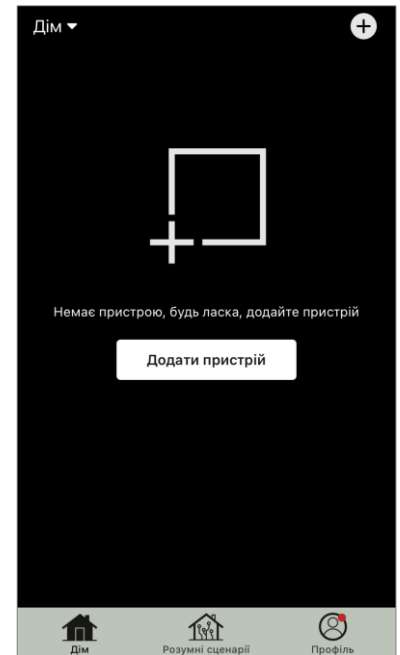 Дім
Немає пристрою, будь ласка, додайте пристрій
Додати пристрій
Дім
Розумні сценарії
Профіль